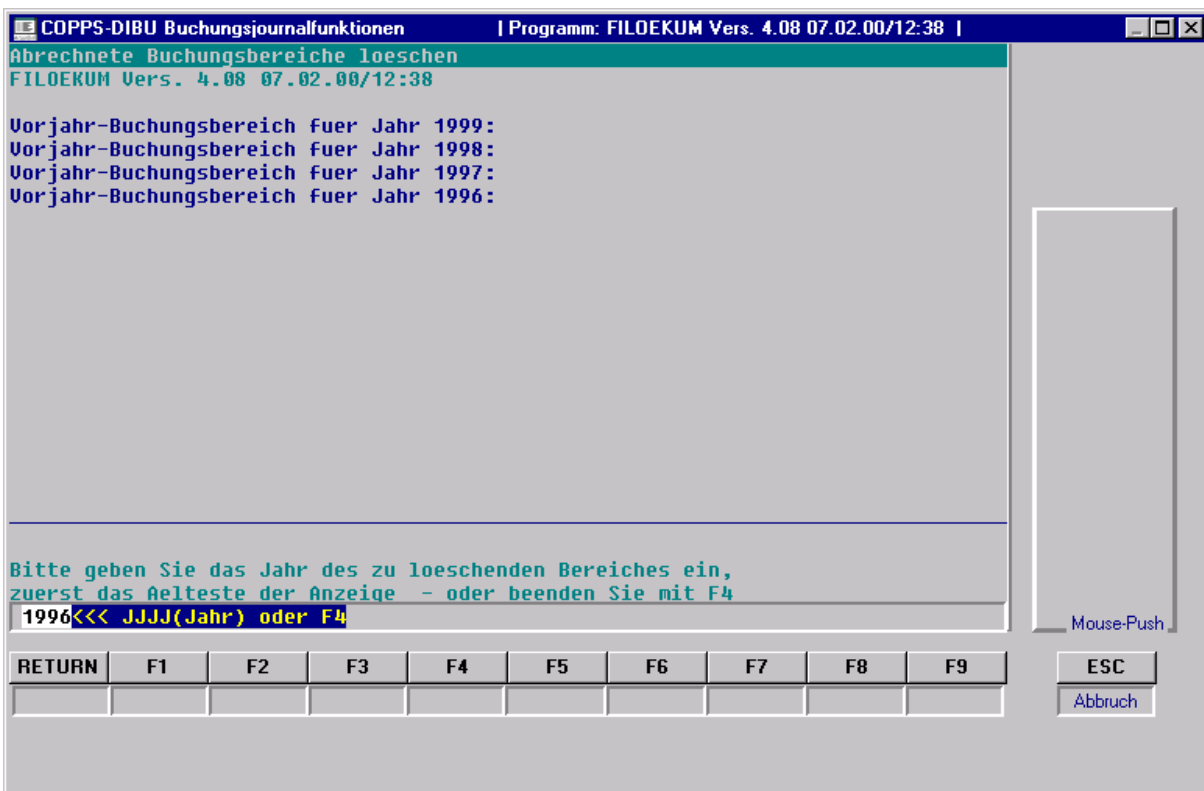 COPPS-DIBU Buchungsjournalfunktionen | Programm: FILOEKUM Vers. 4.08 07.02.00/12:38 |
Abrechnete Buchungsbereiche loeschen
FILOEKUM Vers. 4.08 07.02.00/12:38
Vorjahr-Buchungsbereich fuer Jahr 1999:
Vorjahr-Buchungsbereich fuer Jahr 1998:
Vorjahr-Buchungsbereich fuer Jahr 1997:
Vorjahr-Buchungsbereich fuer Jahr 1996:
Bitte geben Sie das Jahr des zu loeschenden Bereiches ein,
zuerst das Aelteste der Anzeige - oder beenden Sie mit F4
1996<<< JJJJ(Jahr) oder F4
Mouse-Push
RETURN F1 F2 F3 F4 F5 F6 F7 F8 F9 ESC
Abbruch